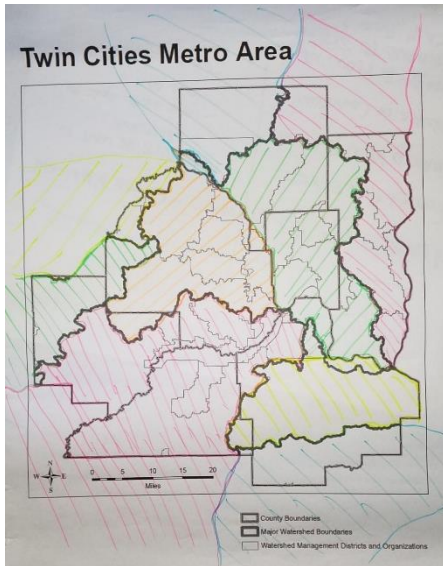 Twin Cities Metro Area
N
W E
S
0 5 10 15 20
Miles
County Boundaries
Major Watershed Boundaries
Watershed Management Districts and Organizations